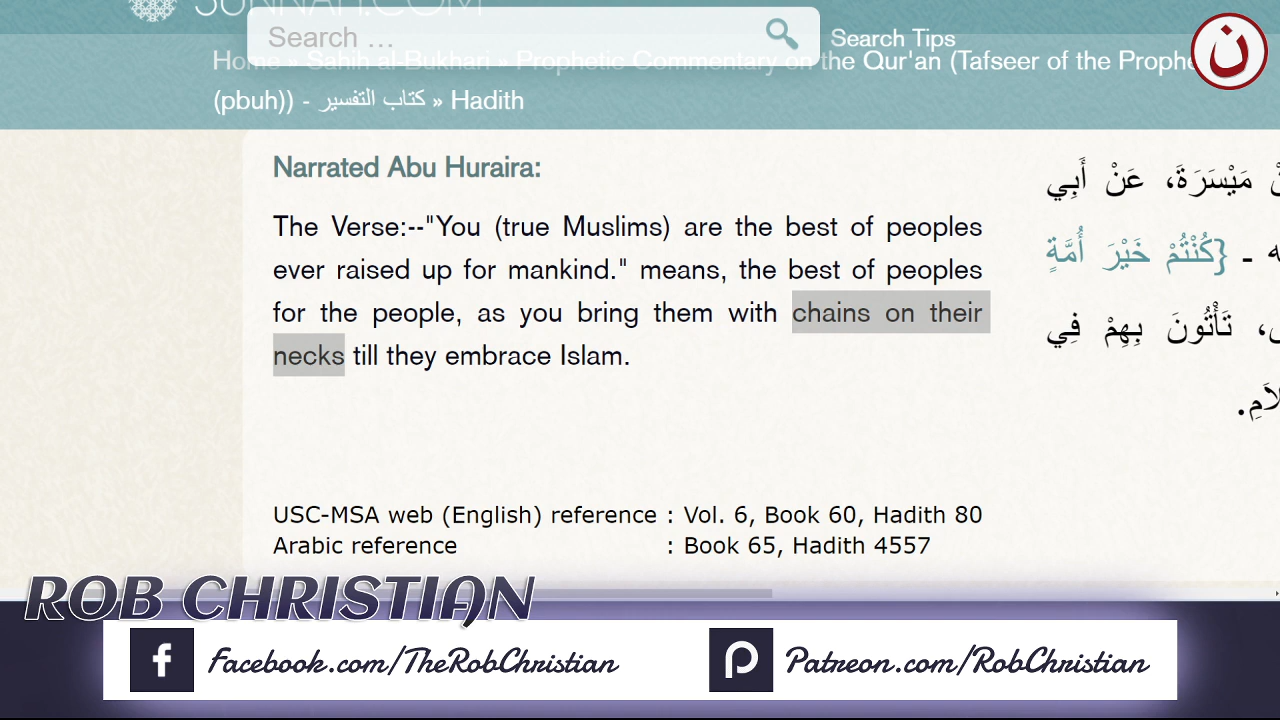 SUNNAH.COM
Search ...
Search Tips
Home » Sahih al-Bukhari » Prophetic Commentary on the Qur'an (Tafseer of the Prophe
(pbuh)) - كتاب التفسير » Hadith
ن
Narrated Abu Huraira:
The Verse:--"You (true Muslims) are the best of peoples
ever raised up for mankind." means, the best of peoples
for the people, as you bring them with chains on their
necks till they embrace Islam.
مَيْسَرَةَ، عَنْ أَبِي
ـ {كُنْتُمْ خَيْرَ أُمَّةٍ
تَأْتُونَ بِهِمْ فِي
USC-MSA web (English) reference : Vol. 6, Book 60, Hadith 80
Arabic reference : Book 65, Hadith 4557
ROB CHRISTIAN
f Facebook.com/TheRobChristian
Patreon.com/RobChristian